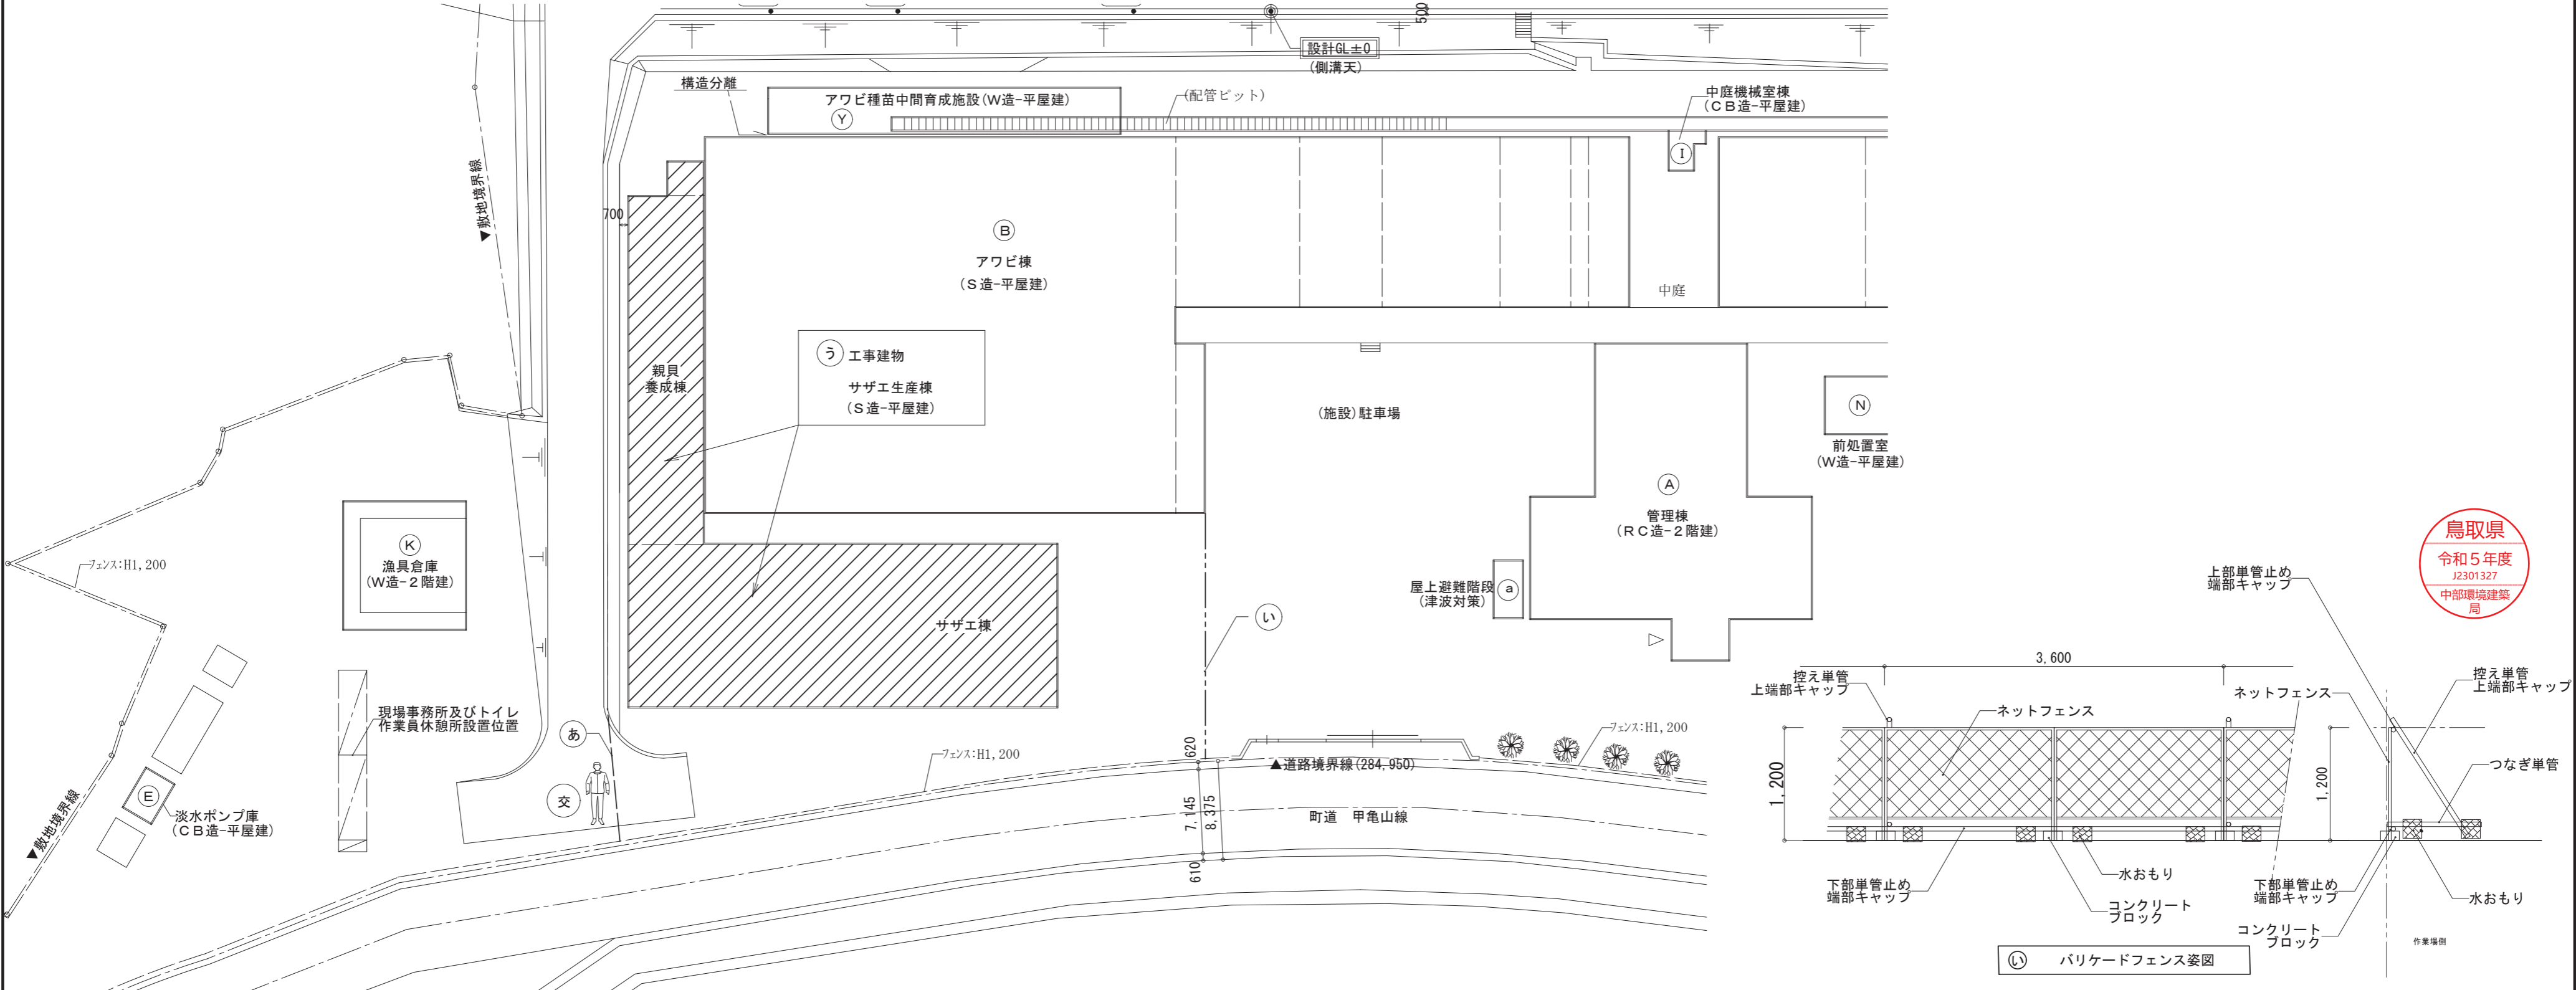 500
設計GL±0
(側溝天)
構造分離
アワビ種苗中間育成施設(W造-平屋建)
Y
(配管ピット)
中庭機械室棟
(CB造-平屋建)
I
▼敷地境界線
700
B
アワビ棟
(S造-平屋建)
中庭
う 工事建物
サザエ生産棟
(S造-平屋建)
親貝
養成棟
(施設)駐車場
N
前処置室
(W造-平屋建)
A
管理棟
(RC造-2階建)
K
漁具倉庫
(W造-2階建)
フェンス:H1,200
屋上避難階段
(津波対策)
a
サザエ棟
い
現場事務所及びトイレ
作業員休憩所設置位置
あ
交
フェンス:H1,200
620
フェンス:H1,200
▲道路境界線(284,950)
7,145
8,375
610
町道 甲亀山線
E
淡水ポンプ庫
(CB造-平屋建)
▼敷地境界線
鳥取県
令和5年度
J2301327
中部環境建築
局
3,600
控え単管
上端部キャップ
ネットフェンス
1,200
下部単管止め
端部キャップ
水おもり
コンクリート
ブロック
上部単管止め
端部キャップ
控え単管
上端部キャップ
ネットフェンス
1,200
つなぎ単管
下部単管止め
端部キャップ
水おもり
コンクリート
ブロック
作業場側
い バリケードフェンス姿図